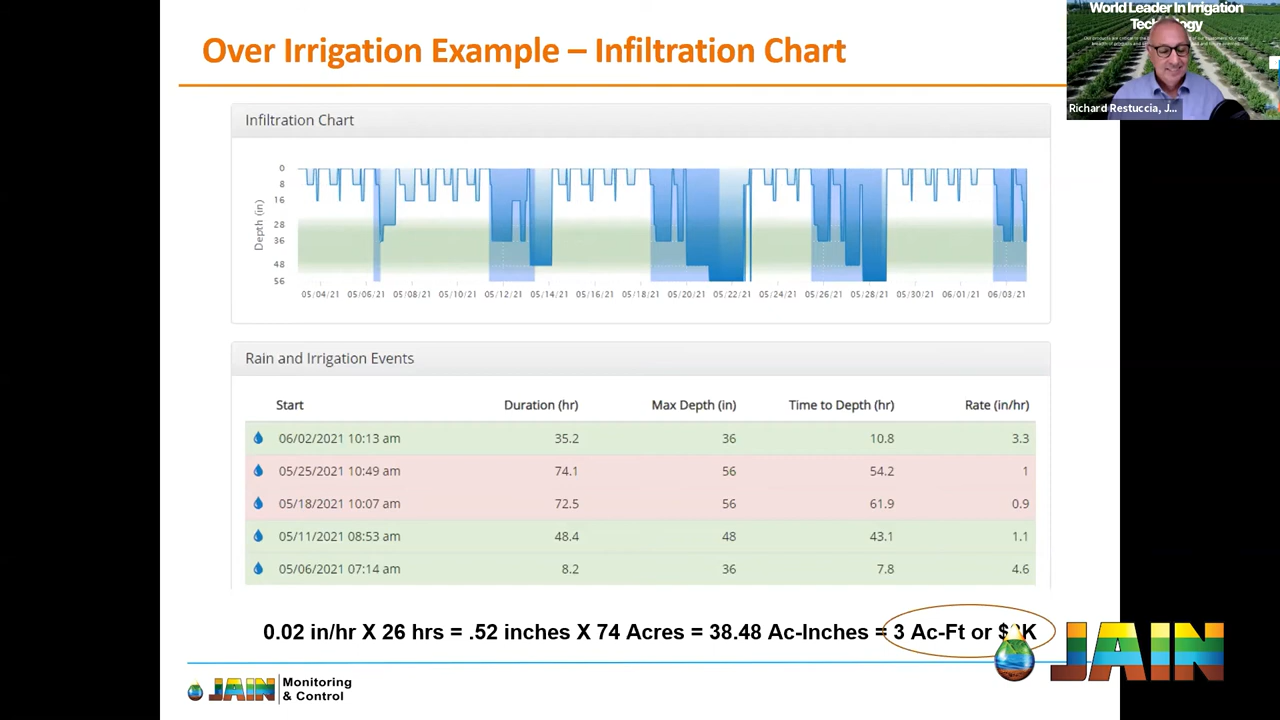 Over Irrigation Example – Infiltration Chart
World Leader In Irrigation
Technology
Richard Restuccia, J...
Infiltration Chart
Depth (in)
0
8
16
28
36
48
56
05/04/21 05/06/21 05/08/21 05/10/21 05/12/21 05/14/21 05/16/21 05/18/21 05/20/21 05/22/21 05/24/21 05/26/21 05/28/21 05/30/21 06/01/21 06/03/21
Rain and Irrigation Events
Start Duration (hr) Max Depth (in) Time to Depth (hr) Rate (in/hr)
06/02/2021 10:13 am 35.2 36 10.8 3.3
05/25/2021 10:49 am 74.1 56 54.2 1
05/18/2021 10:07 am 72.5 56 61.9 0.9
05/11/2021 08:53 am 48.4 48 43.1 1.1
05/06/2021 07:14 am 8.2 36 7.8 4.6
0.02 in/hr X 26 hrs = .52 inches X 74 Acres = 38.48 Ac-Inches = 3 Ac-Ft or
JAIN
JAIN
Monitoring
& Control